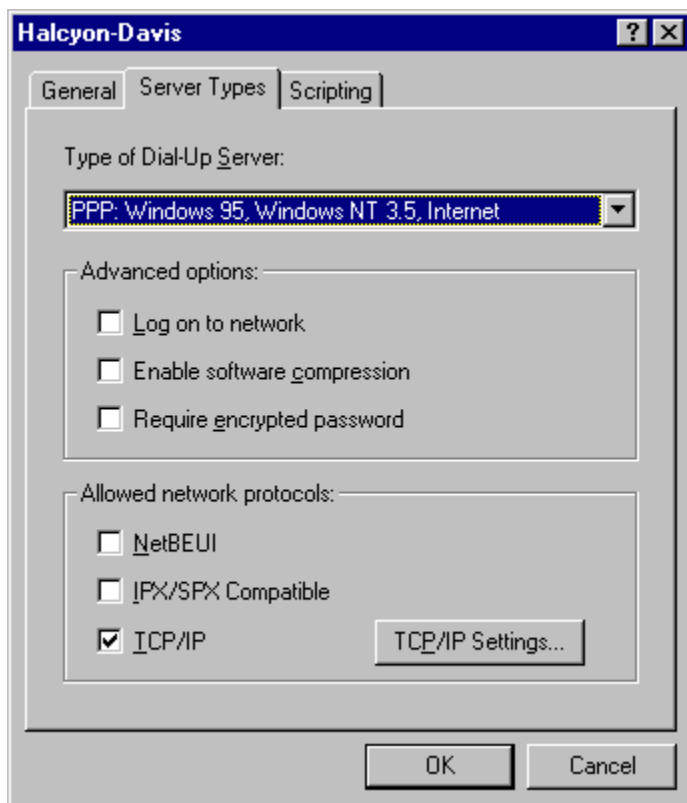 Halcyon-Davis
General Server Types Scripting
Type of Dial-Up Server:
PPP: Windows 95, Windows NT 3.5, Internet
Advanced options:
Log on to network
Enable software compression
Require encrypted password
Allowed network protocols:
NetBEUI
IPX/SPX Compatible
TCP/IP TCP/IP Settings...
OK Cancel